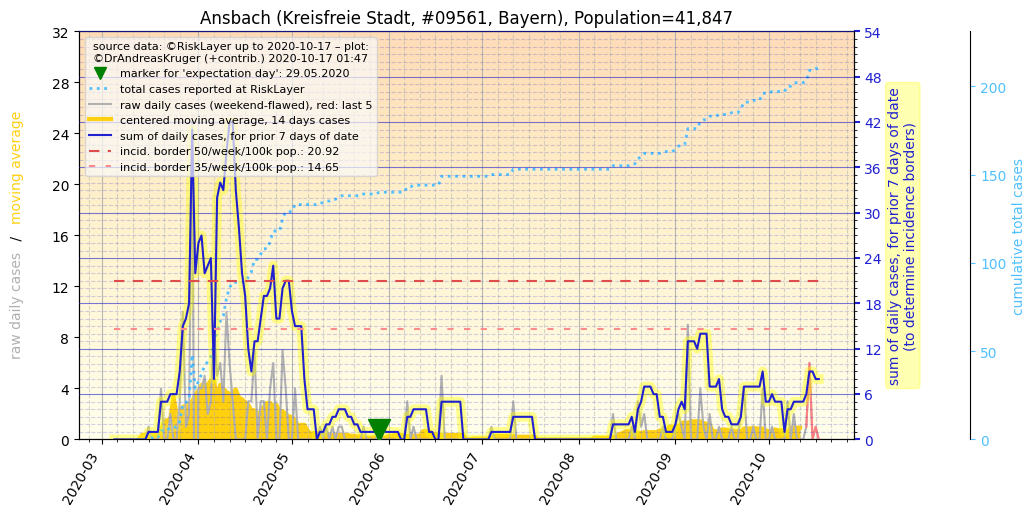 Ansbach (Kreisfreie Stadt, #09561, Bayern), Population=41,847
source data: ©RiskLayer up to 2020-10-17 – plot:
©DrAndreasKruger (+contrib.) 2020-10-17 01:47
marker for 'expectation day': 29.05.2020
total cases reported at RiskLayer
raw daily cases (weekend-flawed), red: last 5
centered moving average, 14 days cases
sum of daily cases, for prior 7 days of date
incid. border 50/week/100k pop.: 20.92
incid. border 35/week/100k pop.: 14.65
raw daily cases / moving average
32
28
24
20
16
12
8
4
0
54
48
42
36
30
24
18
12
6
0
sum of daily cases, for prior 7 days of date
(to determine incidence borders)
200
150
100
50
0
cumulative total cases
2020-03
2020-04
2020-05
2020-06
2020-07
2020-08
2020-09
2020-10